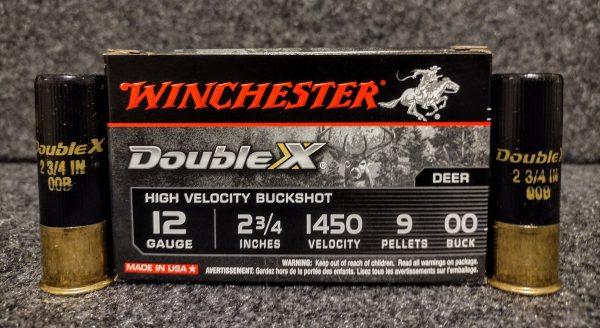 WINCHESTER®
Double X®
DEER
HIGH VELOCITY BUCKSHOT
12 2¾ 1450 9 00
GAUGE INCHES VELOCITY PELLETS BUCK
MADE IN USA★
WARNING: Keep out of reach of children. Read all warnings on package.
AVERTISSEMENT: Gardez hors de la portée des enfants. Lisez tous les avertissements sur l'emballage.
Double X
2 3/4 IN
00B
Double X
2 3/4 IN
00B